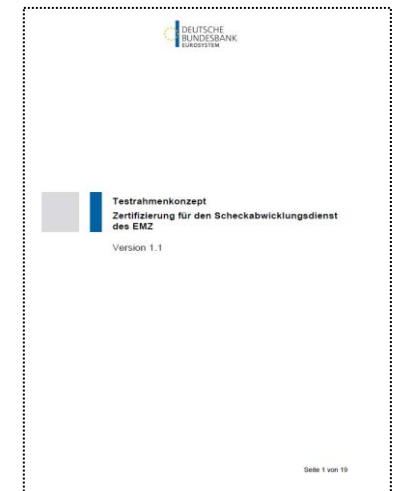 DEUTSCHE
BUNDESBANK
EUROSYSTEM
Testrahmenkonzept
Zertifizierung für den Scheckabwicklungsdienst
des EMZ
Version 1.1
Seite 1 von 19